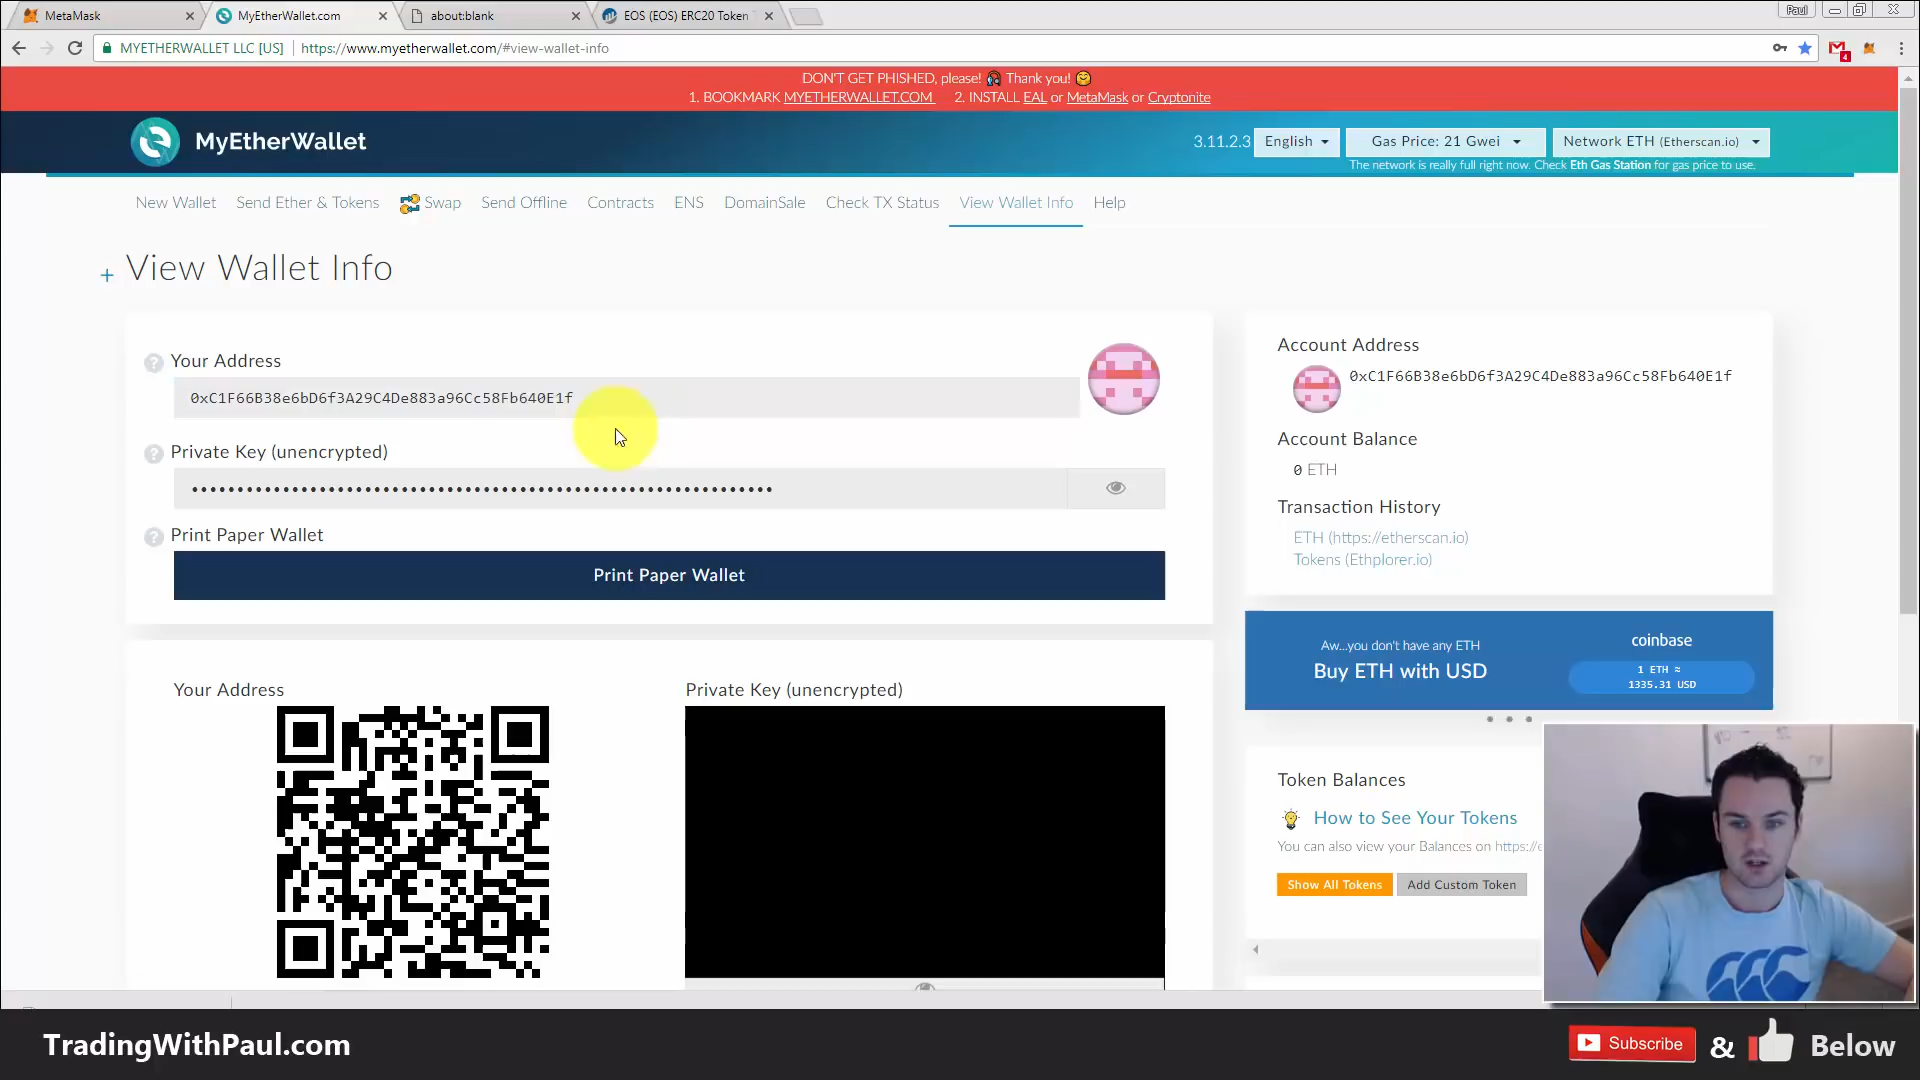 MetaMask
MyEtherWallet.com
about:blank
EOS (EOS) ERC20 Token
Paul
MYETHERWALLET LLC [US]
https://www.myetherwallet.com/#view-wallet-info
4
DON'T GET PHISHED, please! Thank you!
1. BOOKMARK MYETHERWALLET.COM 2. INSTALL EAL or MetaMask or Cryptonite
MyEtherWallet
3.11.2.3
English
Gas Price: 21 Gwei
Network ETH (Etherscan.io)
The network is really full right now. Check Eth Gas Station for gas price to use.
New Wallet
Send Ether & Tokens
Swap
Send Offline
Contracts
ENS
DomainSale
Check TX Status
View Wallet Info
Help
+ View Wallet Info
? Your Address
0xC1F66B38e6bD6f3A29C4De883a96Cc58Fb640E1f
? Private Key (unencrypted)
? Print Paper Wallet
Print Paper Wallet
Your Address
Private Key (unencrypted)
Account Address
0xC1F66B38e6bD6f3A29C4De883a96Cc58Fb640E1f
Account Balance
0 ETH
Transaction History
ETH (https://etherscan.io)
Tokens (Ethplorer.io)
Aw...you don't have any ETH
Buy ETH with USD
coinbase
1 ETH ≈
1335.31 USD
Token Balances
How to See Your Tokens
You can also view your Balances on https://e
Show All Tokens
Add Custom Token
TradingWithPaul.com
Subscribe
&
Below